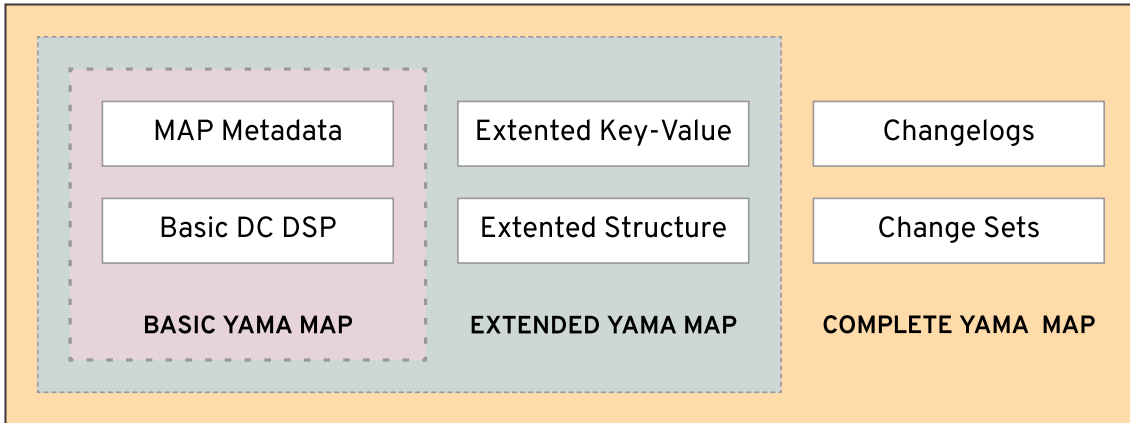 MAP Metadata
Basic DC DSP
BASIC YAMA MAP
Extented Key-Value
Extented Structure
EXTENDED YAMA MAP
Changelogs
Change Sets
COMPLETE YAMA MAP